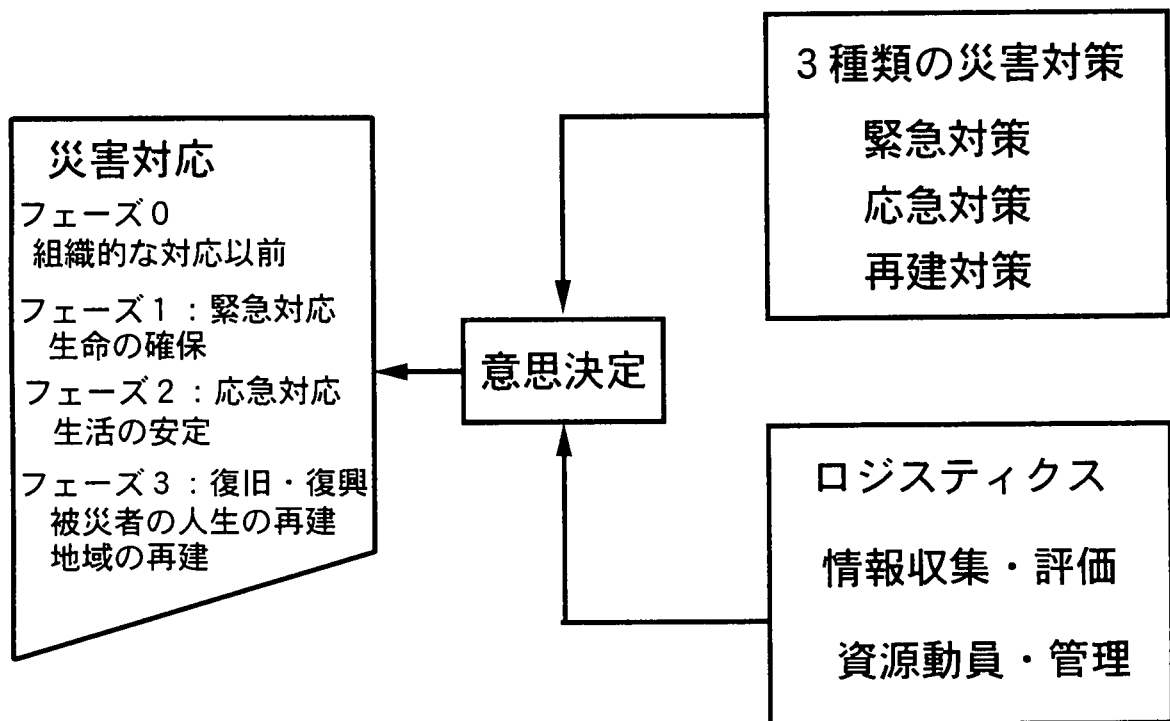 災害対応
フェーズ0
組織的な対応以前
フェーズ1：緊急対応
生命の確保
フェーズ2：応急対応
生活の安定
フェーズ3：復旧・復興
被災者の人生の再建
地域の再建
意思決定
3種類の災害対策
緊急対策
応急対策
再建対策
ロジスティクス
情報収集・評価
資源動員・管理